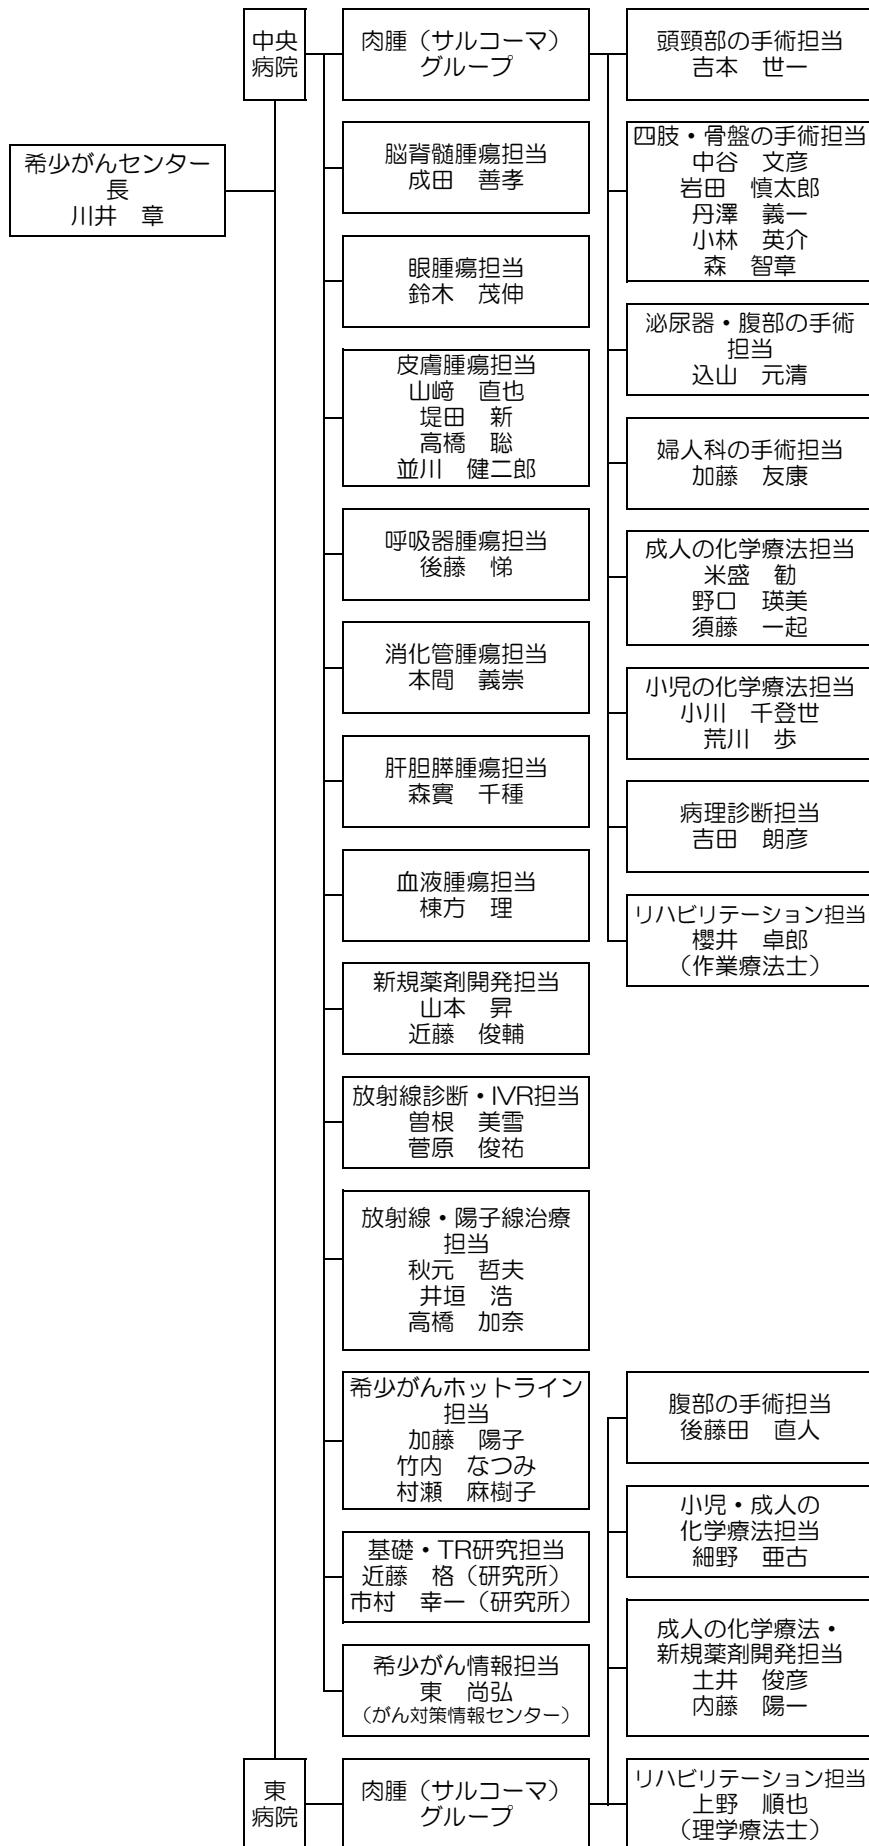 中央
病院
肉腫（サルコーマ）
グループ
頭頸部の手術担当
吉本　世一
希少がんセンター
長
川井　章
脳脊髄腫瘍担当
成田　善孝
四肢・骨盤の手術担当
中谷　文彦
岩田　慎太郎
丹澤　義一
小林　英介
森　智章
眼腫瘍担当
鈴木　茂伸
泌尿器・腹部の手術
担当
込山　元清
皮膚腫瘍担当
山﨑　直也
堤田　新
高橋　聡
並川　健二郎
婦人科の手術担当
加藤　友康
呼吸器腫瘍担当
後藤　悌
成人の化学療法担当
米盛　勧
野口　瑛美
須藤　一起
消化管腫瘍担当
本間　義崇
小児の化学療法担当
小川　千登世
荒川　歩
肝胆膵腫瘍担当
森實　千種
病理診断担当
吉田　朗彦
血液腫瘍担当
棟方　理
リハビリテーション担当
櫻井　卓郎
（作業療法士）
新規薬剤開発担当
山本　昇
近藤　俊輔
放射線診断・IVR担当
曽根　美雪
菅原　俊祐
放射線・陽子線治療
担当
秋元　哲夫
井垣　浩
高橋　加奈
希少がんホットライン
担当
加藤　陽子
竹内　なつみ
村瀬　麻樹子
腹部の手術担当
後藤田　直人
小児・成人の
化学療法担当
細野　亜古
基礎・TR研究担当
近藤　格（研究所）
市村　幸一（研究所）
成人の化学療法・
新規薬剤開発担当
土井　俊彦
内藤　陽一
希少がん情報担当
東　尚弘
（がん対策情報センター）
東
病院
肉腫（サルコーマ）
グループ
リハビリテーション担当
上野　順也
（理学療法士）